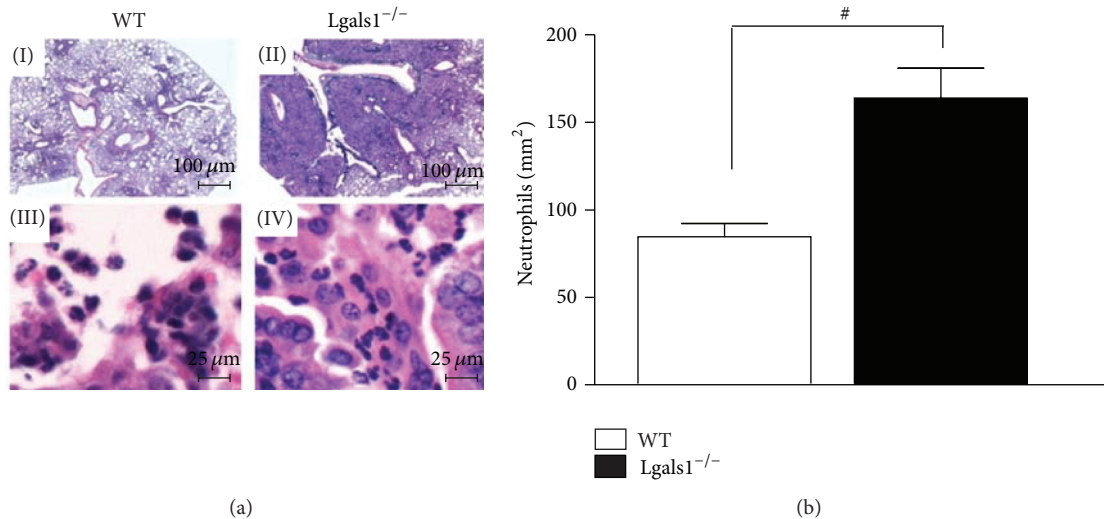 WT
Lgals1−/−
(I)
100 μm
(II)
100 μm
(III)
25 μm
(IV)
25 μm
(a)
#
Neutrophils (mm²)
200
150
100
50
0
WT
Lgals1−/−
(b)